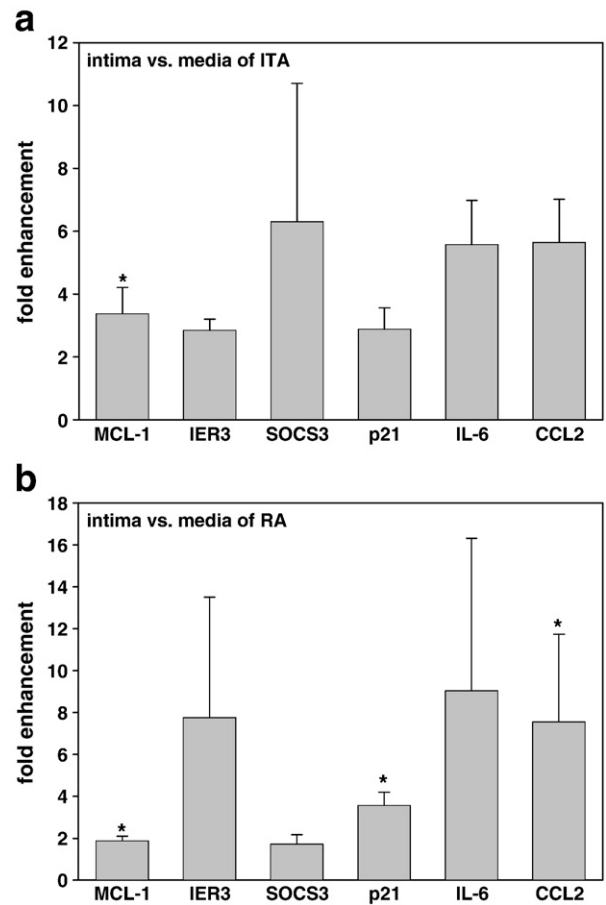 a
intima vs. media of ITA
fold enhancement
12
10
8
6
4
2
0
*
MCL-1 IER3 SOCS3 p21 IL-6 CCL2
b
intima vs. media of RA
fold enhancement
18
16
14
12
10
8
6
4
2
0
* * *
MCL-1 IER3 SOCS3 p21 IL-6 CCL2